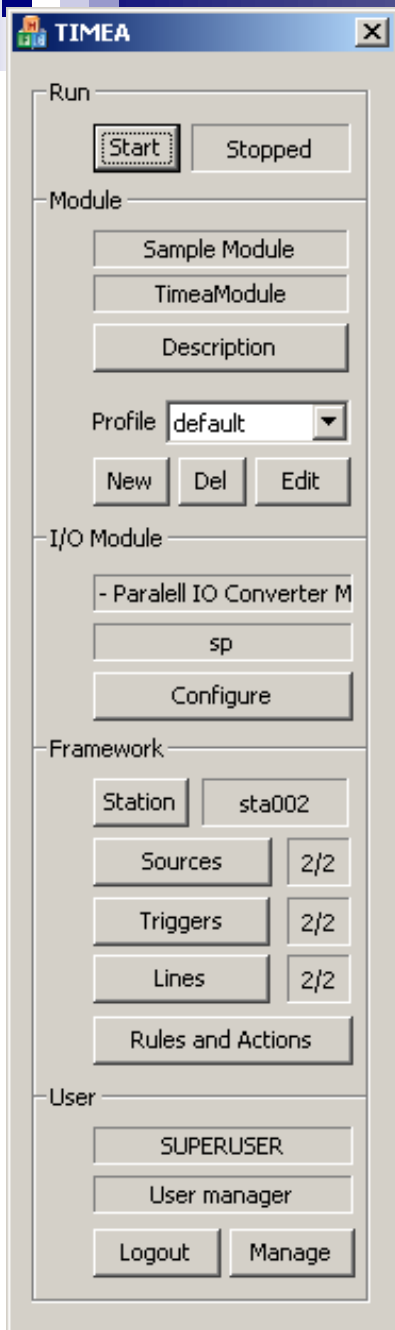 TIMEA
Run
Start Stopped
Module
Sample Module
TimeaModule
Description
Profile default
New Del Edit
I/O Module
- Paralell IO Converter M
sp
Configure
Framework
Station sta002
Sources 2/2
Triggers 2/2
Lines 2/2
Rules and Actions
User
SUPERUSER
User manager
Logout Manage